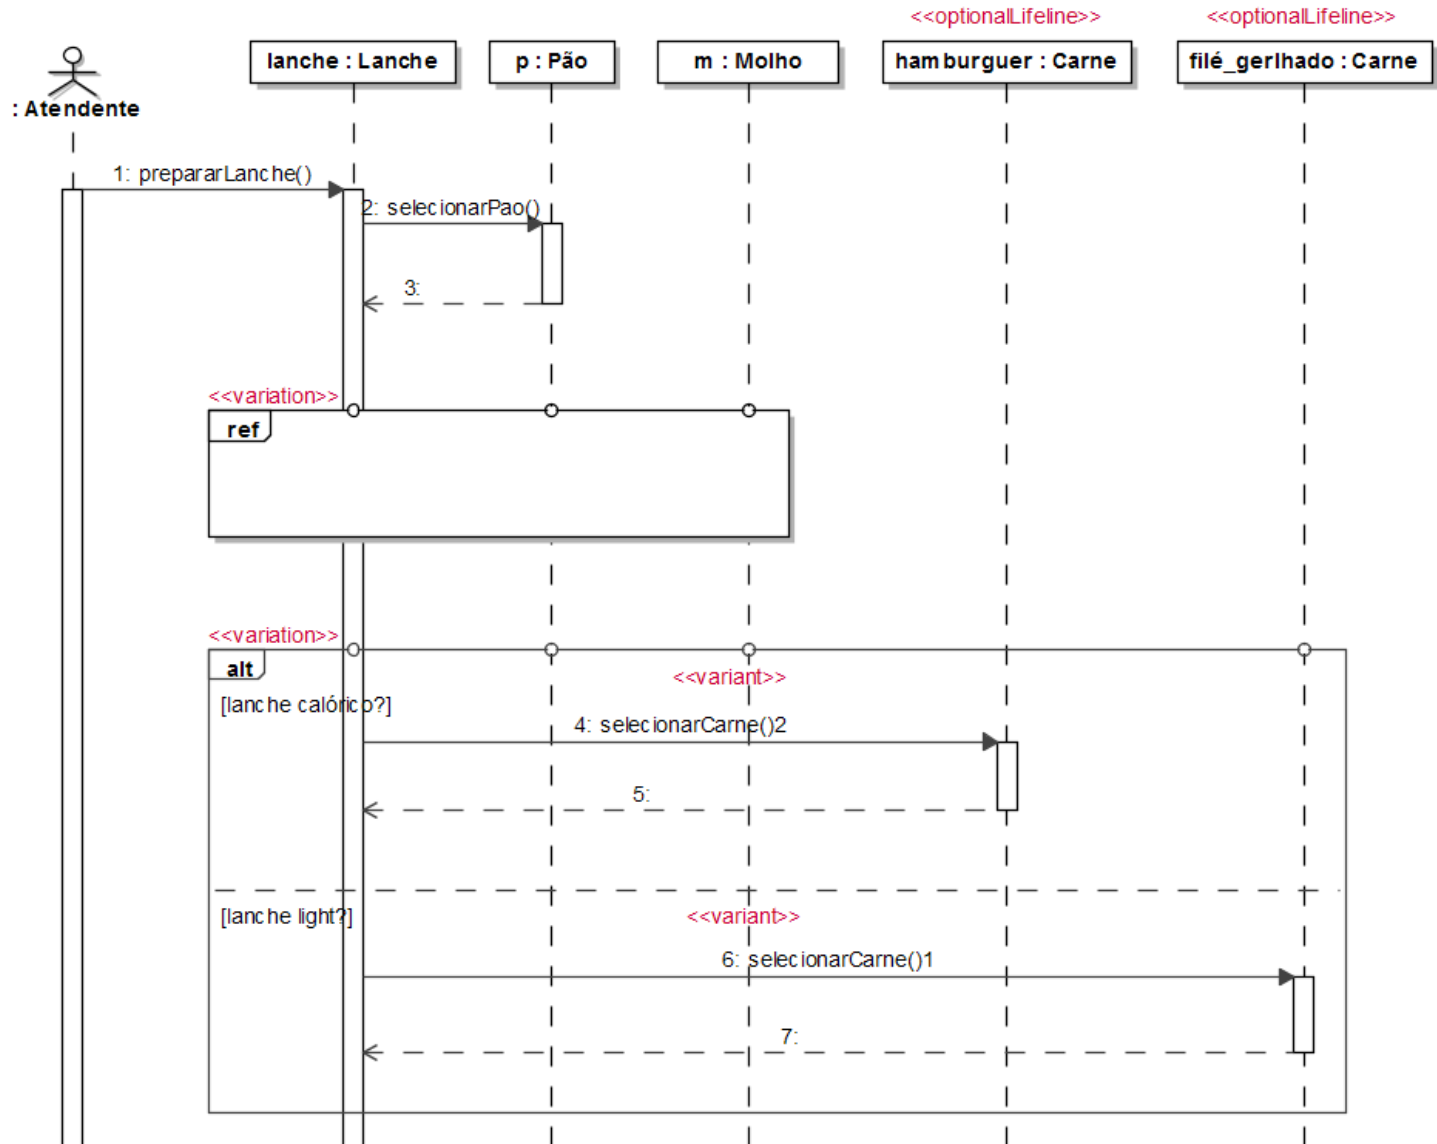 <<optionalLifeline>> <<optionalLifeline>>
lanche : Lanche p : Pão m : Molho hamburguer : Carne filé_gerlhado : Carne
: Atendente
1: prepararLanche()
2: selecionarPao()
3:
<<variation>>
ref
<<variation>>
alt
<<variant>>
[lanche calórico?]
4: selecionarCarne()2
5:
[lanche light?] <<variant>>
6: selecionarCarne()1
7: